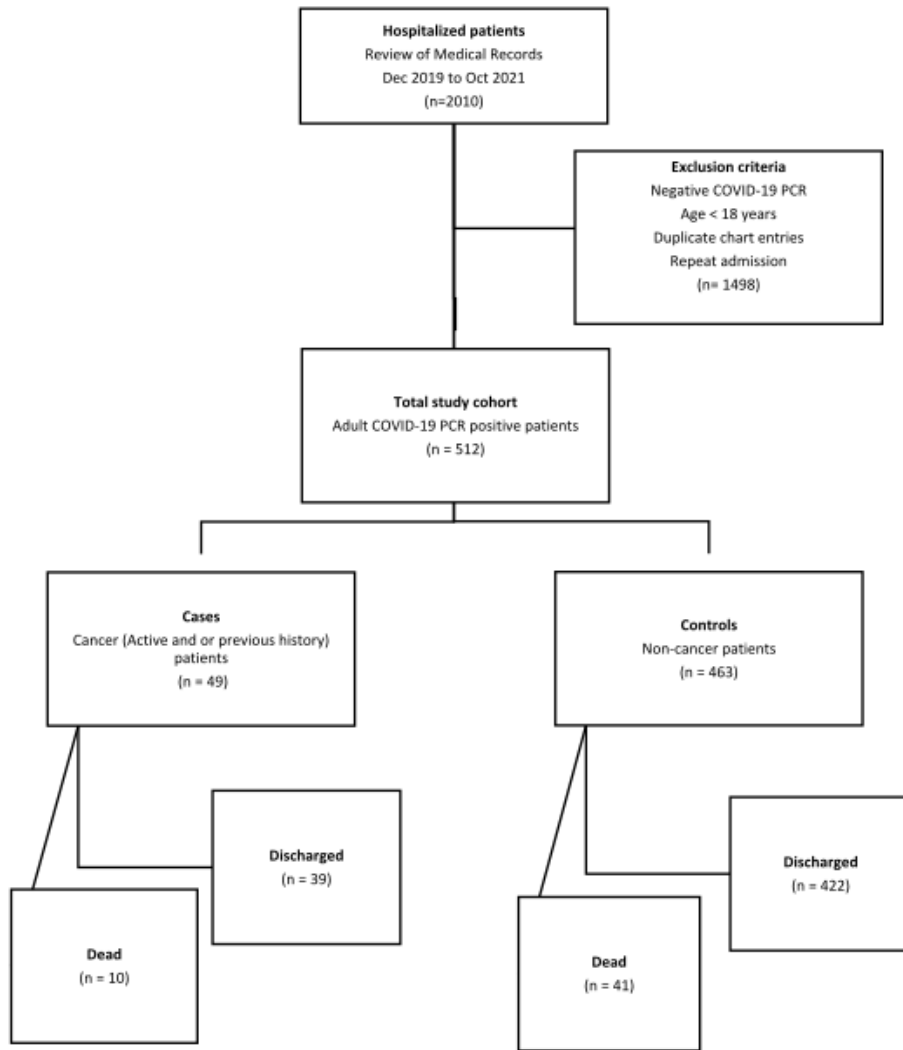 Hospitalized patients
Review of Medical Records
Dec 2019 to Oct 2021
(n=2010)
Exclusion criteria
Negative COVID-19 PCR
Age < 18 years
Duplicate chart entries
Repeat admission
(n= 1498)
Total study cohort
Adult COVID-19 PCR positive patients
(n = 512)
Cases
Cancer (Active and or previous history)
patients
(n = 49)
Controls
Non-cancer patients
(n = 463)
Discharged
(n = 39)
Dead
(n = 10)
Discharged
(n = 422)
Dead
(n = 41)